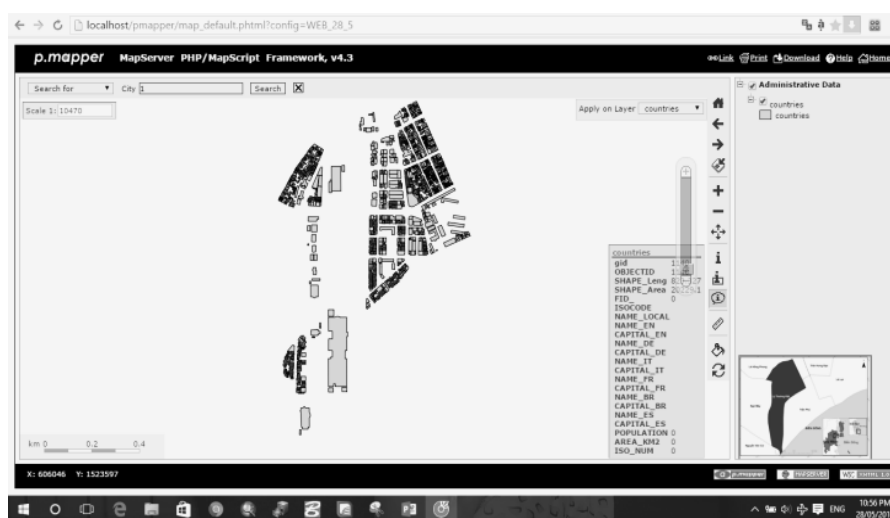 localhost/pmapper/map_default.phtml?config=WEB_28_5
p.mapper MapServer PHP/MapScript Framework, v4.3
Link Print Download Help Home
Search for City 1 Search
Scale 1: 10470
Apply on Layer countries
Administrative Data
countries
countries
countries
gid
OBJECTID
SHAPE_Leng
SHAPE_Area
FID_ 0
ISOCODE
NAME_LOCAL
NAME_EN
CAPITAL_EN
NAME_DE
CAPITAL_DE
NAME_IT
CAPITAL_IT
NAME_FR
CAPITAL_FR
NAME_BR
CAPITAL_BR
NAME_ES
CAPITAL_ES
POPULATION 0
AREA_KM2 0
ISO_NUM 0
km 0 0.2 0.4
X: 606046 Y: 1523597
p.mapper MAPSERVER
ENG 10:56 PM